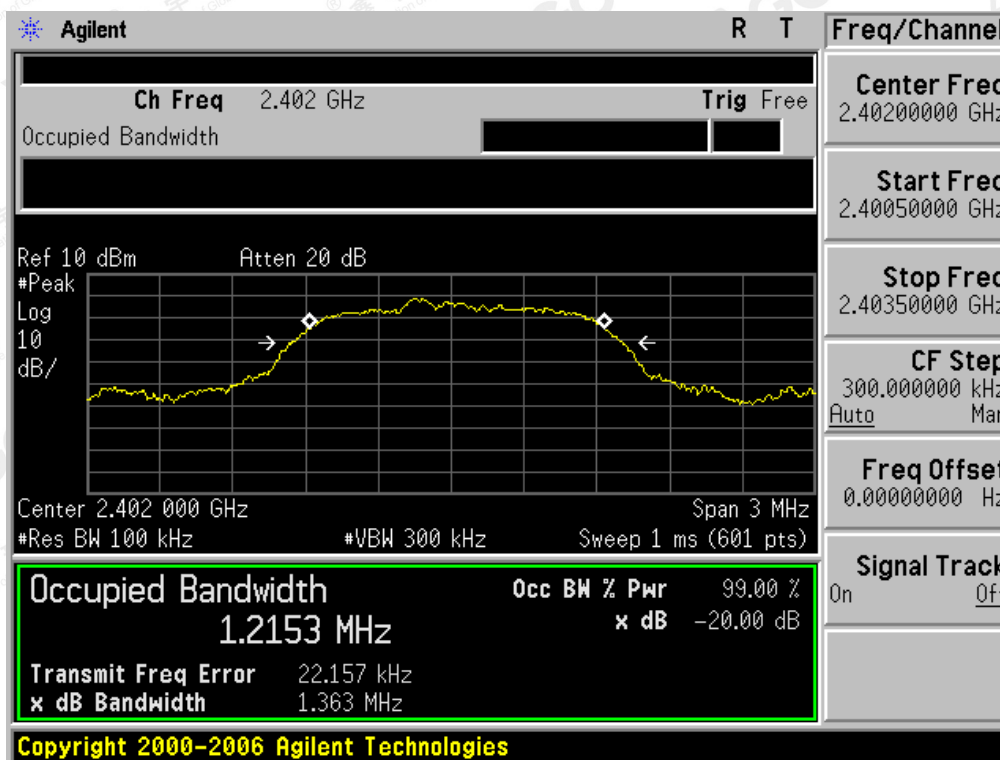 Agilent R T Freq/Channel
Ch Freq 2.402 GHz Trig Free
Occupied Bandwidth
Center Freq
2.40200000 GHz
Start Freq
2.40050000 GHz
Stop Freq
2.40350000 GHz
CF Step
300.000000 kHz
Auto Man
Freq Offset
0.00000000 Hz
Signal Track
On Off
Ref 10 dBm Atten 20 dB
#Peak
Log
10
dB/
Center 2.402 000 GHz Span 3 MHz
#Res BW 100 kHz #VBW 300 kHz Sweep 1 ms (601 pts)
Occupied Bandwidth Occ BW % Pwr 99.00 %
1.2153 MHz x dB -20.00 dB
Transmit Freq Error 22.157 kHz
x dB Bandwidth 1.363 MHz
Copyright 2000-2006 Agilent Technologies